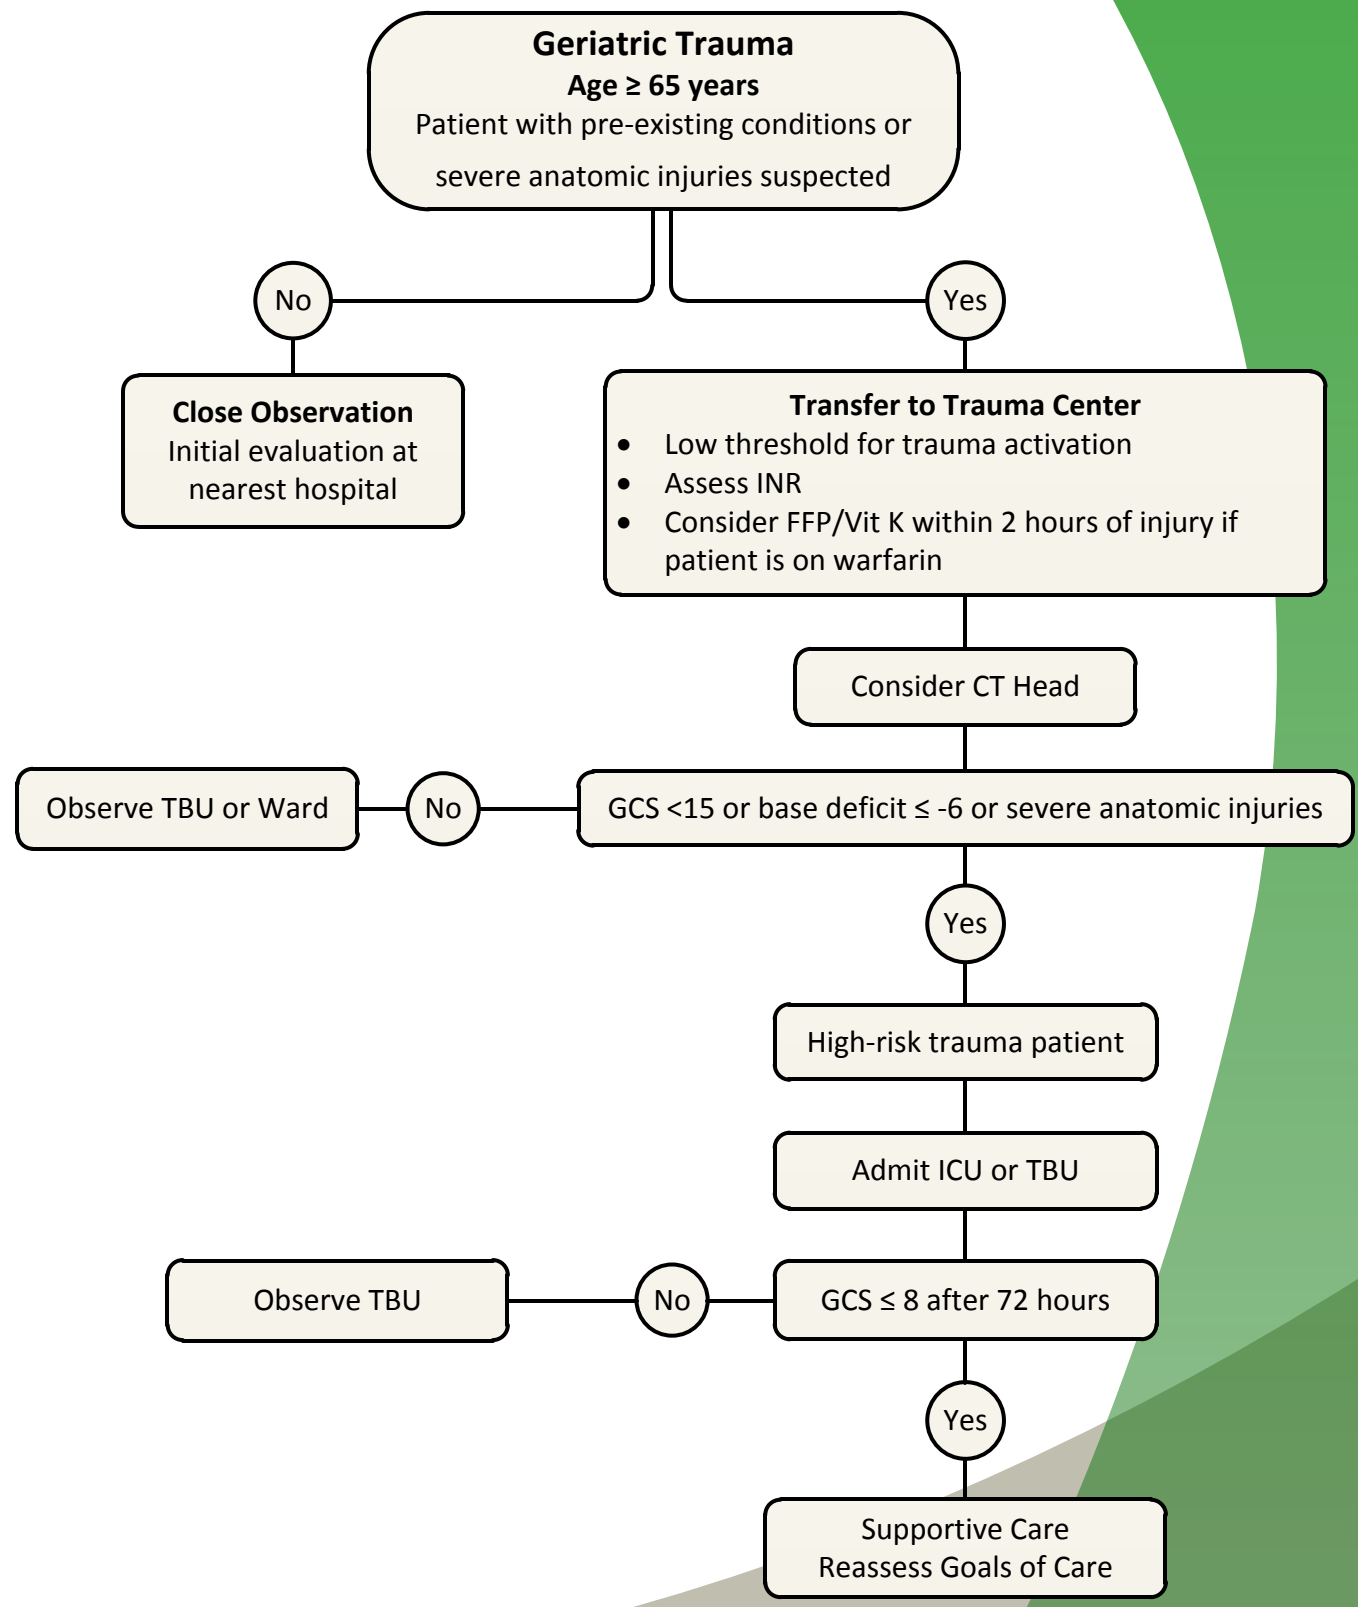 Geriatric Trauma
Age ≥ 65 years
Patient with pre-existing conditions or
severe anatomic injuries suspected
No
Yes
Close Observation
Initial evaluation at
nearest hospital
Transfer to Trauma Center
• Low threshold for trauma activation
• Assess INR
• Consider FFP/Vit K within 2 hours of injury if
patient is on warfarin
Consider CT Head
Observe TBU or Ward
No
GCS <15 or base deficit ≤ -6 or severe anatomic injuries
Yes
High-risk trauma patient
Admit ICU or TBU
Observe TBU
No
GCS ≤ 8 after 72 hours
Yes
Supportive Care
Reassess Goals of Care